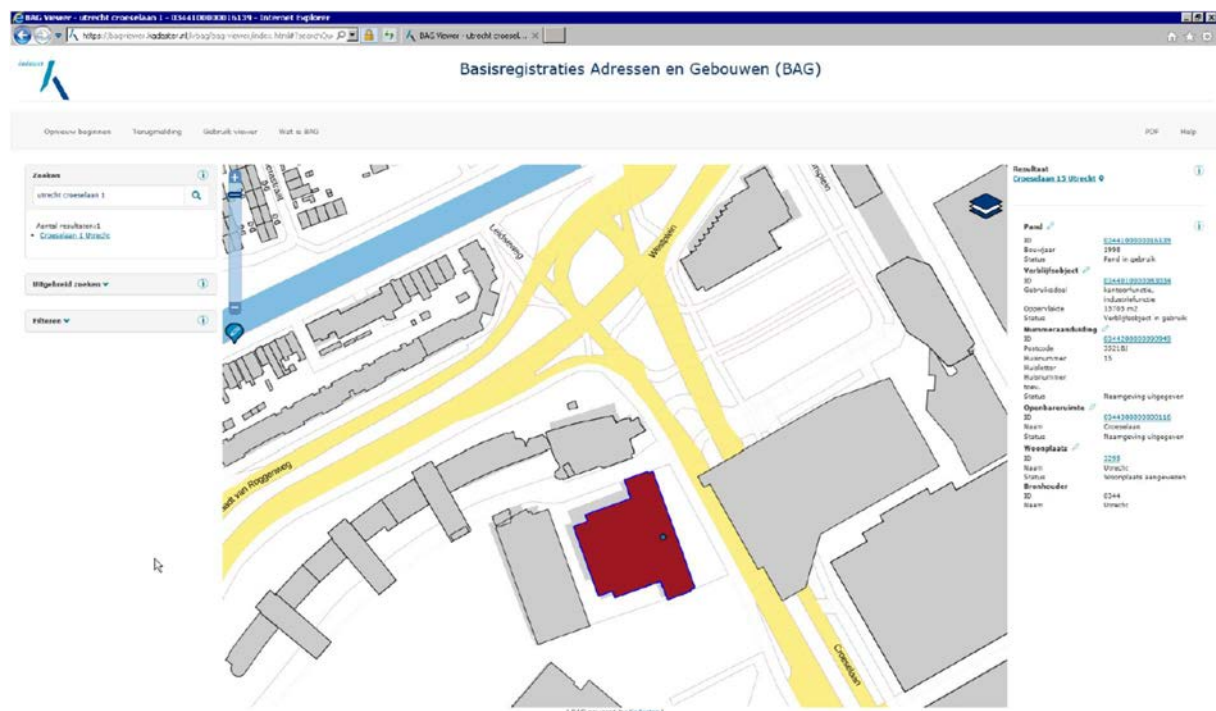 BAG Viewer - utrecht croeselaan 1 - 0344100000016139 - Internet Explorer
BAG Viewer - utrecht croesel...
kadaster
Basisregistraties Adressen en Gebouwen (BAG)
Opnieuw beginnen Terugmelding Gebruik viewer Wat is BAG PDF Help
Zoeken
utrecht croeselaan 1
Aantal resultaten:1
Croeselaan 1 Utrecht
Uitgebreid zoeken
Filteren
Leidseweg
Westplein
Croeselaan
Resultaat
Croeselaan 15 Utrecht
Pand
ID 0344100000016139
Bouwjaar 1998
Status Pand in gebruik
Verblijfsobject
ID
Gebruiksdoel kantoorfunctie,
industriefunctie
Oppervlakte
Status Verblijfsobject in gebruik
Nummeraanduiding
ID
Postcode
Huisnummer 15
Huisletter
Huisnummer
toev.
Status Naamgeving uitgegeven
Openbareruimte
ID
Naam Croeselaan
Status Naamgeving uitgegeven
Woonplaats
ID
Naam Utrecht
Status Woonplaats aangewezen
Bronhouder
ID 0344
Naam Utrecht